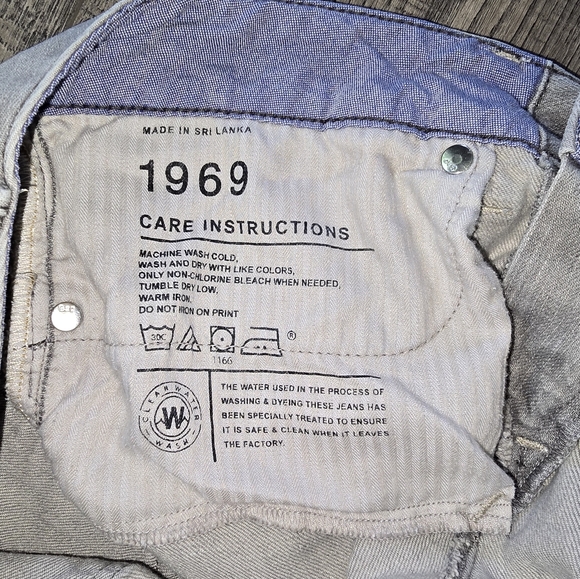 MADE IN SRI LANKA
1969
CARE INSTRUCTIONS
MACHINE WASH COLD,
WASH AND DRY WITH LIKE COLORS,
ONLY NON-CHLORINE BLEACH WHEN NEEDED,
TUMBLE DRY LOW,
WARM IRON,
DO NOT IRON ON PRINT
30C
®
1166
CLEAN WATER
W
WASH
THE WATER USED IN THE PROCESS OF
WASHING & DYEING THESE JEANS HAS
BEEN SPECIALLY TREATED TO ENSURE
IT IS SAFE & CLEAN WHEN IT LEAVES
THE FACTORY.